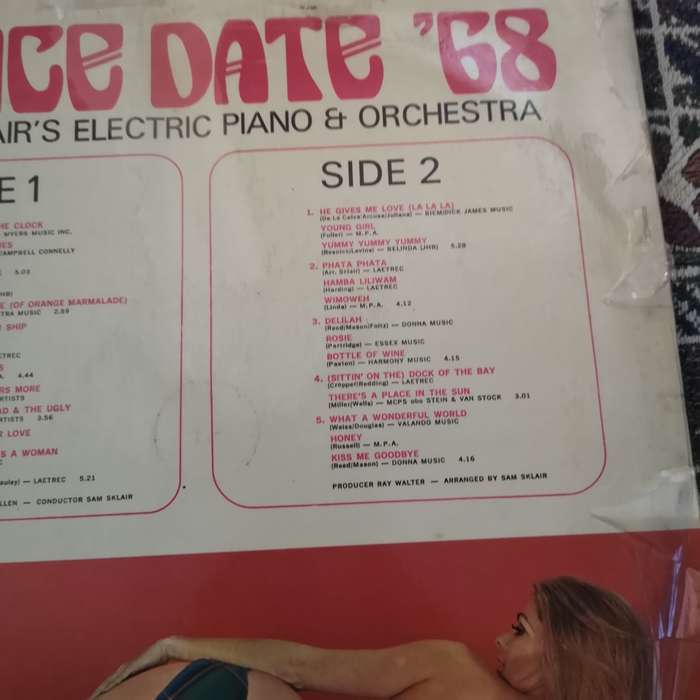 NCE DATE '68
AIR'S ELECTRIC PIANO & ORCHESTRA
E 1
HE CLOCK
WYERS MUSIC INC.
ES
CAMPBELL CONNELLY
5.03
E (OF ORANGE MARMALADE)
TRA MUSIC 2.59
SHIP
ETREC
S
4.44
RS MORE
RTISTS
AD & THE UGLY
RTISTS 3.56
R LOVE
S A WOMAN
auley) — LAETREC 5.21
LLEN — CONDUCTOR SAM SKLAIR
SIDE 2
1. HE GIVES ME LOVE (LA LA LA)
(De La Calva/Arcusa/Juliana) — RIEMIDICK JAMES MUSIC
YOUNG GIRL
(Fuller) — M.P.A.
YUMMY YUMMY YUMMY
(Resnick/Levine) — BELINDA (JHB) 5.28
2. PHATA PHATA
(Arr. Sklair) — LAETREC
HAMBA LILIWAM
(Harding) — LAETREC
WIMOWEH
(Linda) — M.P.A. 4.12
3. DELILAH
(Reed/Mason/Foltz) — DONNA MUSIC
ROSIE
(Partridge) — ESSEX MUSIC
BOTTLE OF WINE
(Paxton) — HARMONY MUSIC 4.15
4. (SITTIN' ON THE) DOCK OF THE BAY
(Cropper/Redding) — LAETREC
THERE'S A PLACE IN THE SUN
(Miller/Wells) — MCPS obo STEIN & VAN STOCK 3.01
5. WHAT A WONDERFUL WORLD
(Weiss/Douglas) — VALANDO MUSIC
HONEY
(Russell) — M.P.A.
KISS ME GOODBYE
(Reed/Mason) — DONNA MUSIC 4.16
PRODUCER RAY WALTER — ARRANGED BY SAM SKLAIR